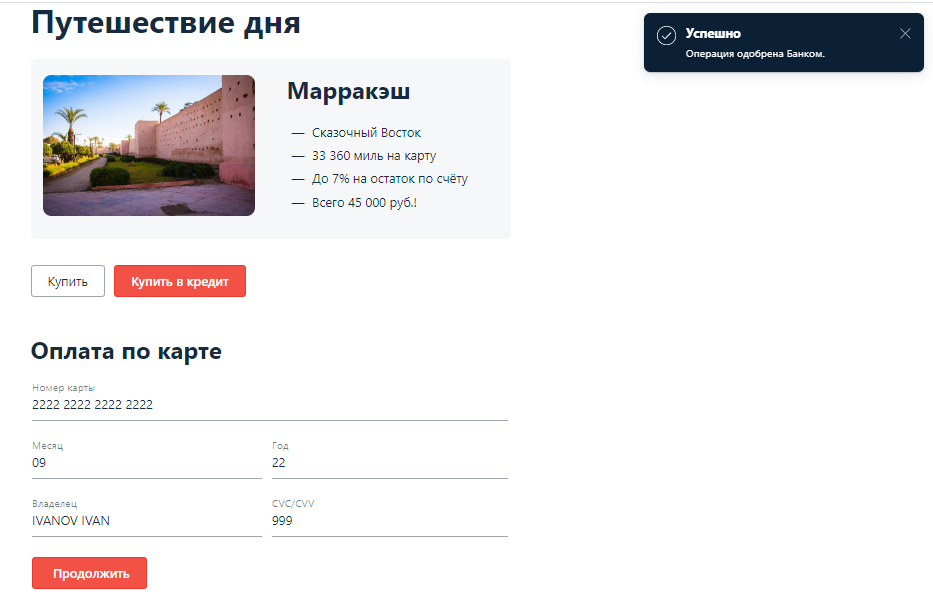 Путешествие дня
Успешно
Операция одобрена Банком.
Марракэш
— Сказочный Восток
— 33 360 миль на карту
— До 7% на остаток по счёту
— Всего 45 000 руб.!
Купить
Купить в кредит
Оплата по карте
Номер карты
2222 2222 2222 2222
Месяц
Год
09
22
Владелец
CVC/CVV
IVANOV IVAN
999
Продолжить